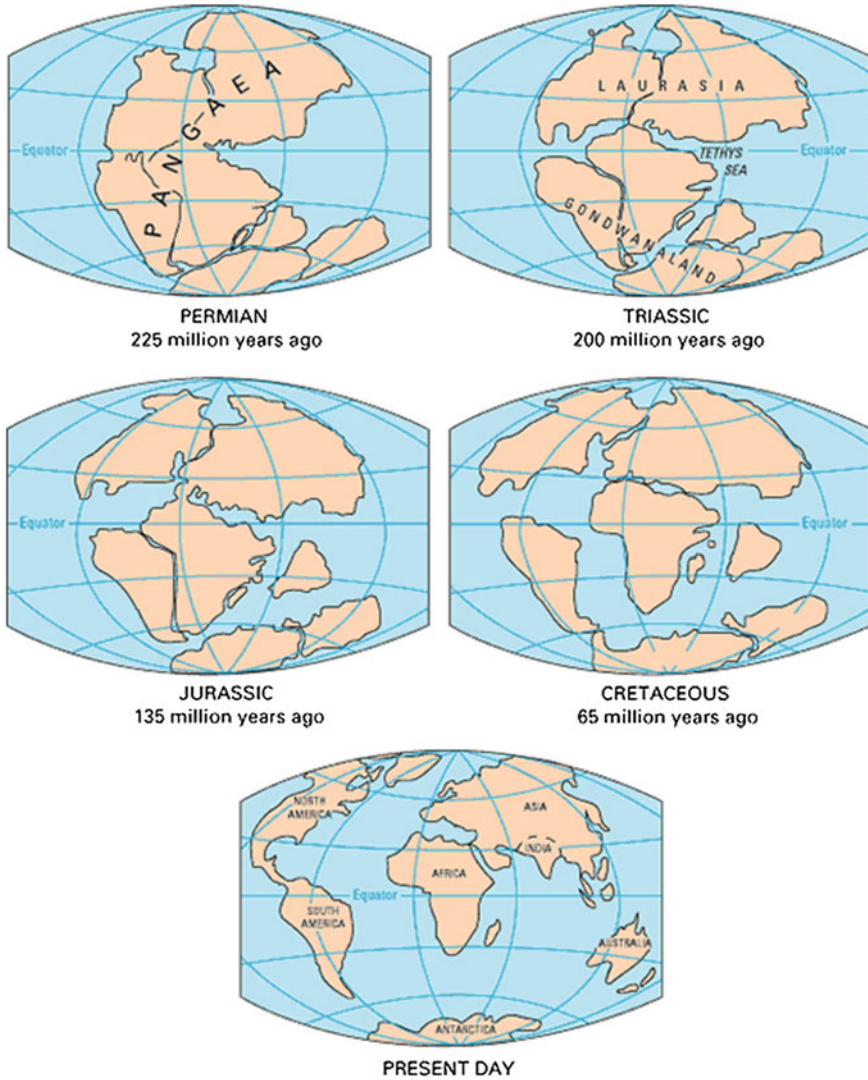 PANGAEA
Equator
PERMIAN
225 million years ago
LAURASIA
TETHYS
SEA
Equator
GONDWANALAND
TRIASSIC
200 million years ago
Equator
JURASSIC
135 million years ago
Equator
CRETACEOUS
65 million years ago
NORTH
AMERICA
ASIA
INDIA
AFRICA
Equator
SOUTH
AMERICA
AUSTRALIA
ANTARCTICA
PRESENT DAY